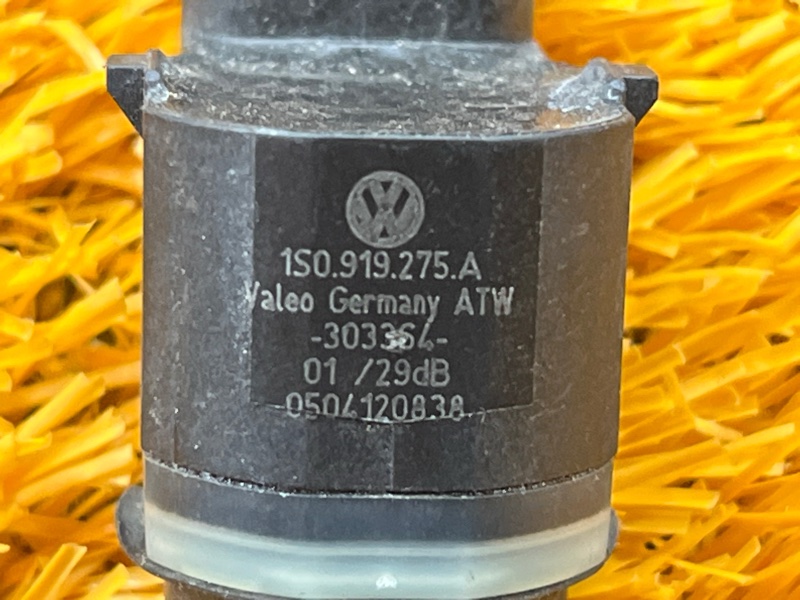 1S0.919.275.A
Valeo Germany ATW
-303364-
01 /29dB
0504120838